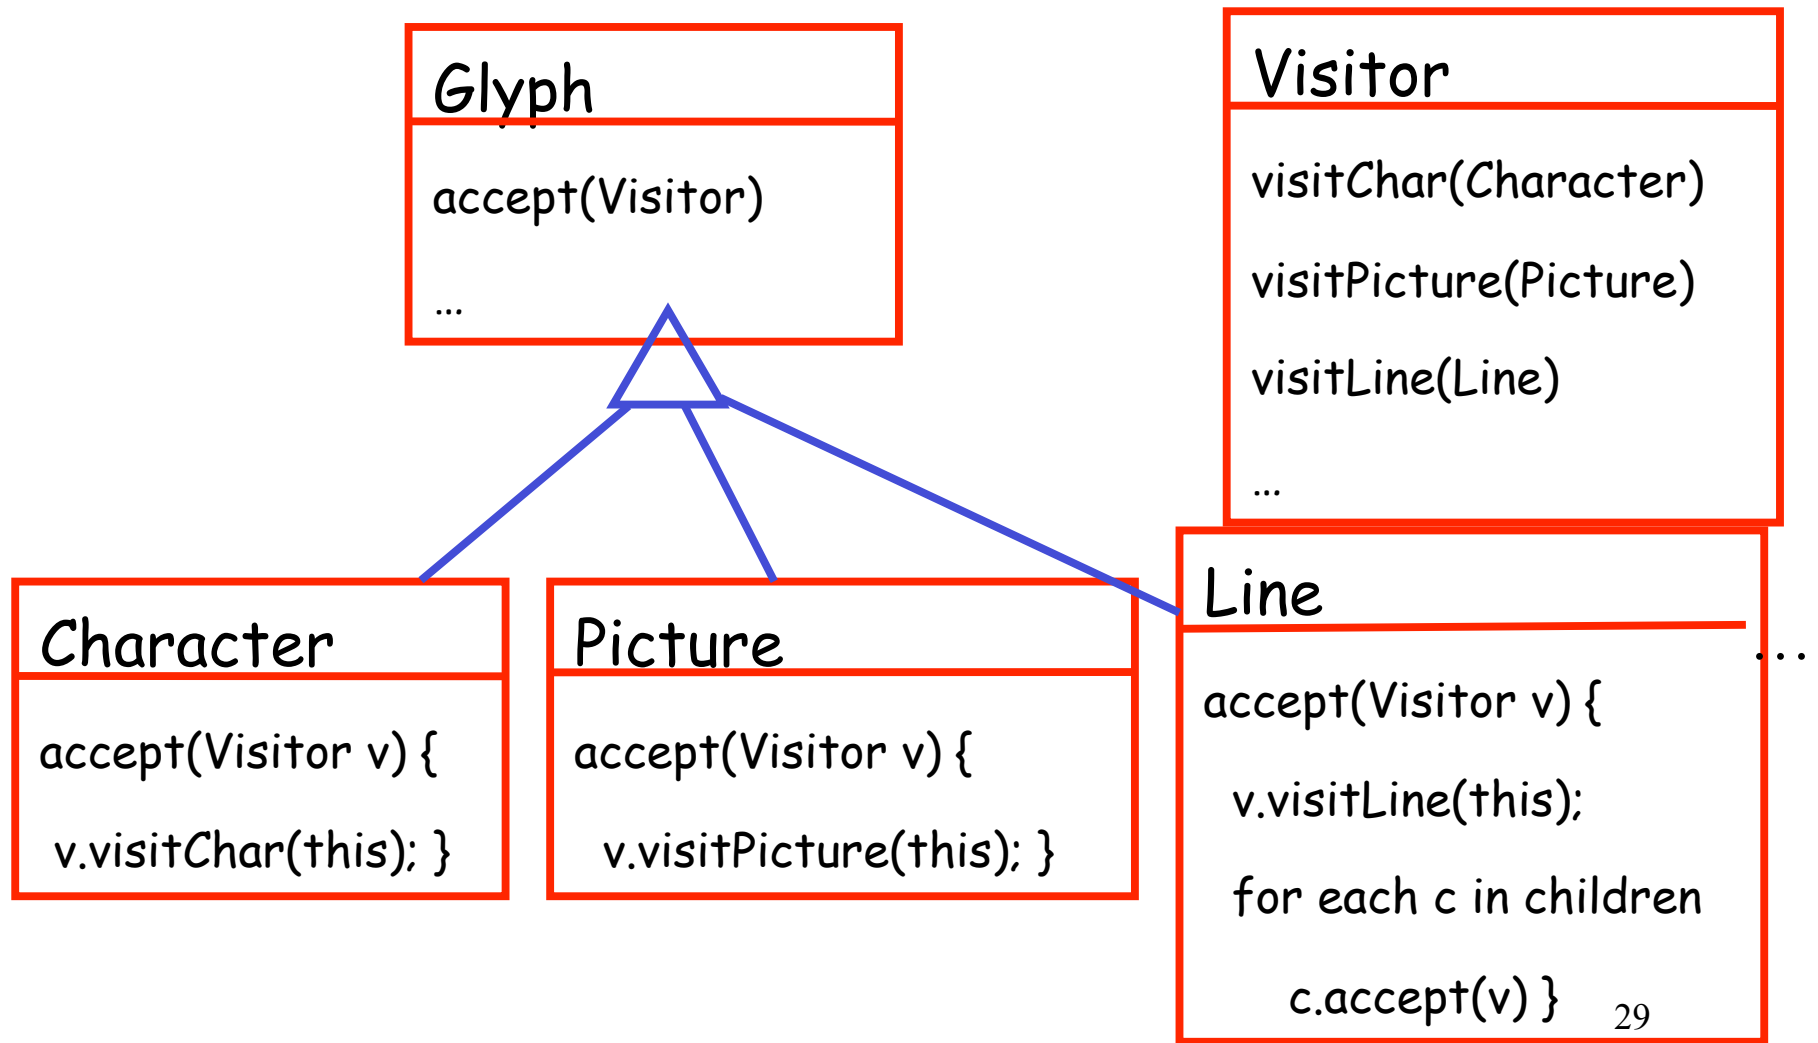 Glyph
accept(Visitor)
...
Visitor
visitChar(Character)
visitPicture(Picture)
visitLine(Line)
...
Character
accept(Visitor v) {
v.visitChar(this); }
Picture
accept(Visitor v) {
v.visitPicture(this); }
Line
accept(Visitor v) {
v.visitLine(this);
for each c in children
c.accept(v) }
...
29